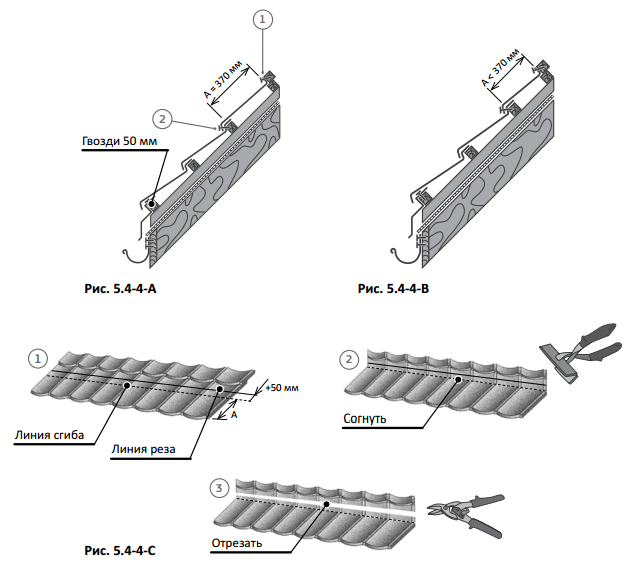 1
A = 370 мм
2
Гвозди 50 мм
A < 370 мм
Рис. 5.4-4-A
Рис. 5.4-4-B
1
+50 мм
A
Линия сгиба
Линия реза
2
Согнуть
3
Отрезать
Рис. 5.4-4-C